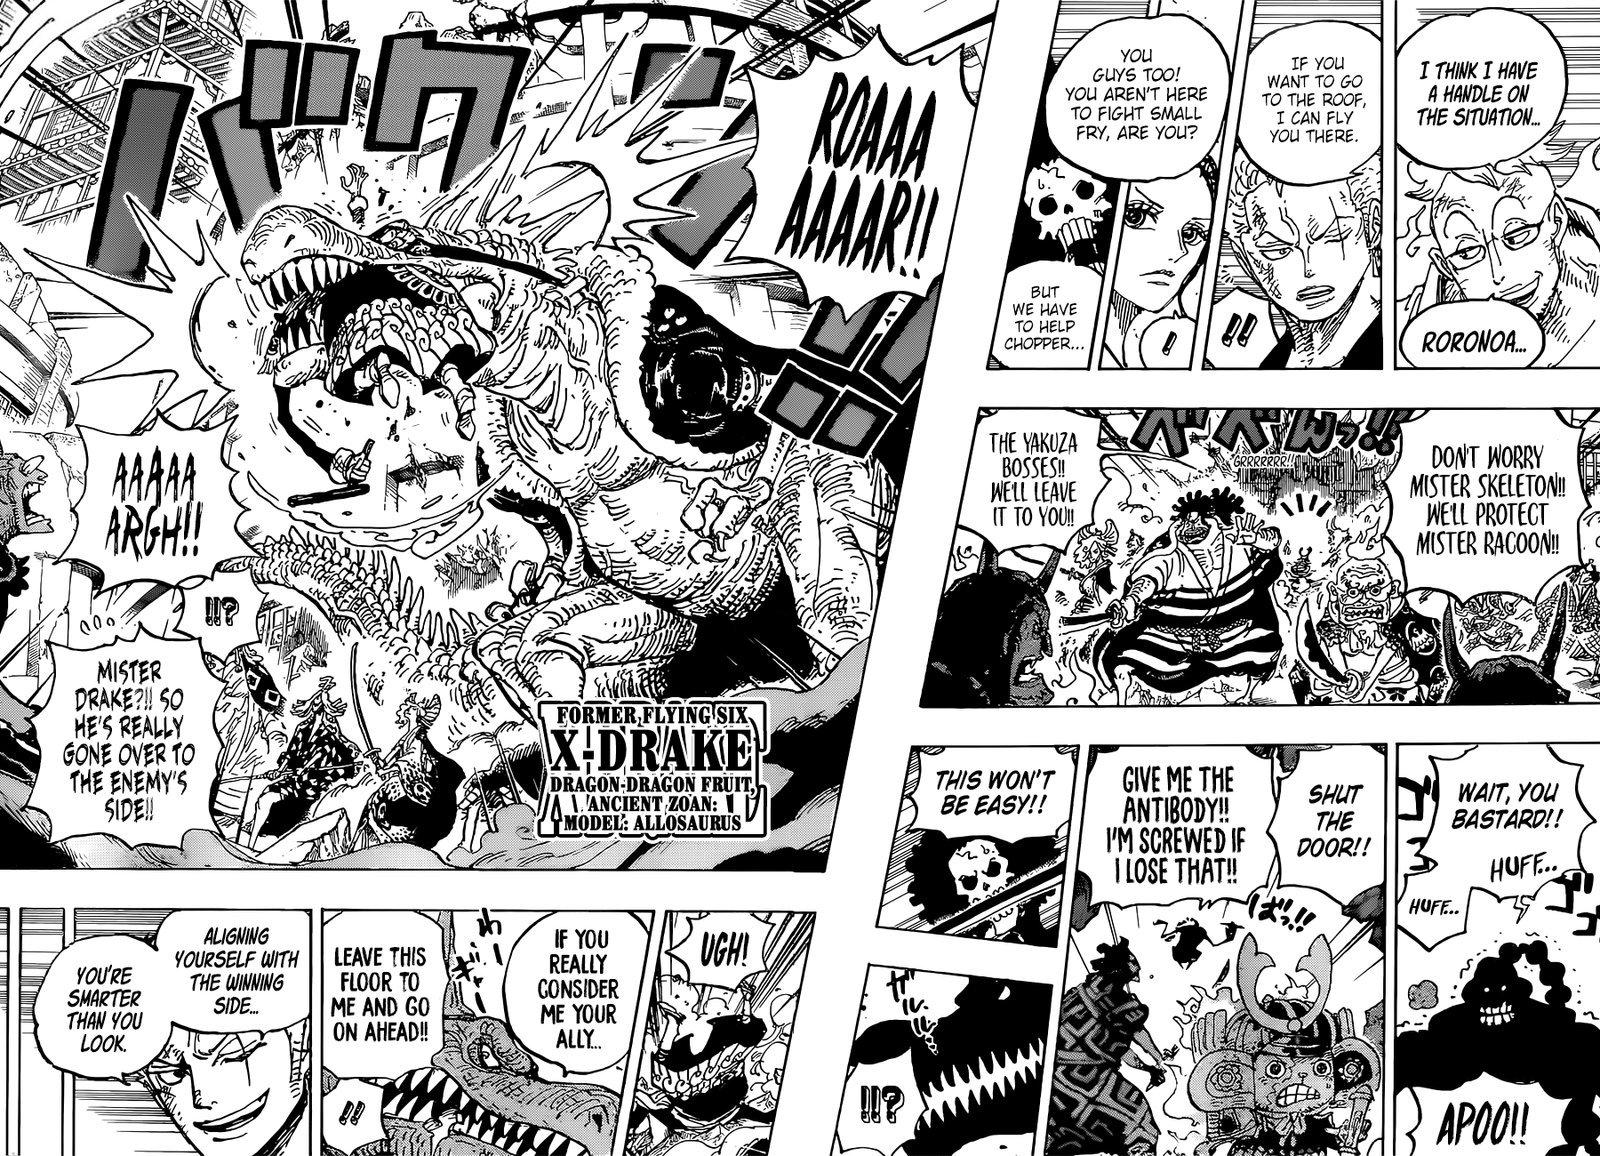 I THINK I HAVE
A HANDLE ON
THE SITUATION...
RORONOA...
IF YOU
WANT TO GO
TO THE ROOF,
I CAN FLY
YOU THERE.
!!
YOU
GUYS TOO!
YOU AREN'T HERE
TO FIGHT SMALL
FRY, ARE YOU?
!
BUT
WE HAVE
TO HELP
CHOPPER...
DON'T WORRY
MISTER SKELETON!!
WE'LL PROTECT
MISTER RACOON!!
GRRRRRRR!!
THE YAKUZA
BOSSES!!
WE'LL LEAVE
IT TO YOU!!
WAIT, YOU
BASTARD!!
HUFF...
HUFF...
APOO!!
SHUT
THE
DOOR!!
GIVE ME THE
ANTIBODY!!
I'M SCREWED IF
I LOSE THAT!!
ばっ!!
THIS WON'T
BE EASY!!
!!?
ROAAA
AAAAAR!!
AAAAA
ARGH!!
!!?
MISTER
DRAKE?!! SO
HE'S REALLY
GONE OVER TO
THE ENEMY'S
SIDE!!
FORMER FLYING SIX
X-DRAKE
DRAGON-DRAGON FRUIT,
ANCIENT ZOAN:
MODEL: ALLOSAURUS
UGH!
IF YOU
REALLY
CONSIDER
ME YOUR
ALLY...
LEAVE THIS
FLOOR TO
ME AND GO
ON AHEAD!!
!!
ALIGNING
YOURSELF WITH
THE WINNING
SIDE...
YOU'RE
SMARTER
THAN YOU
LOOK.